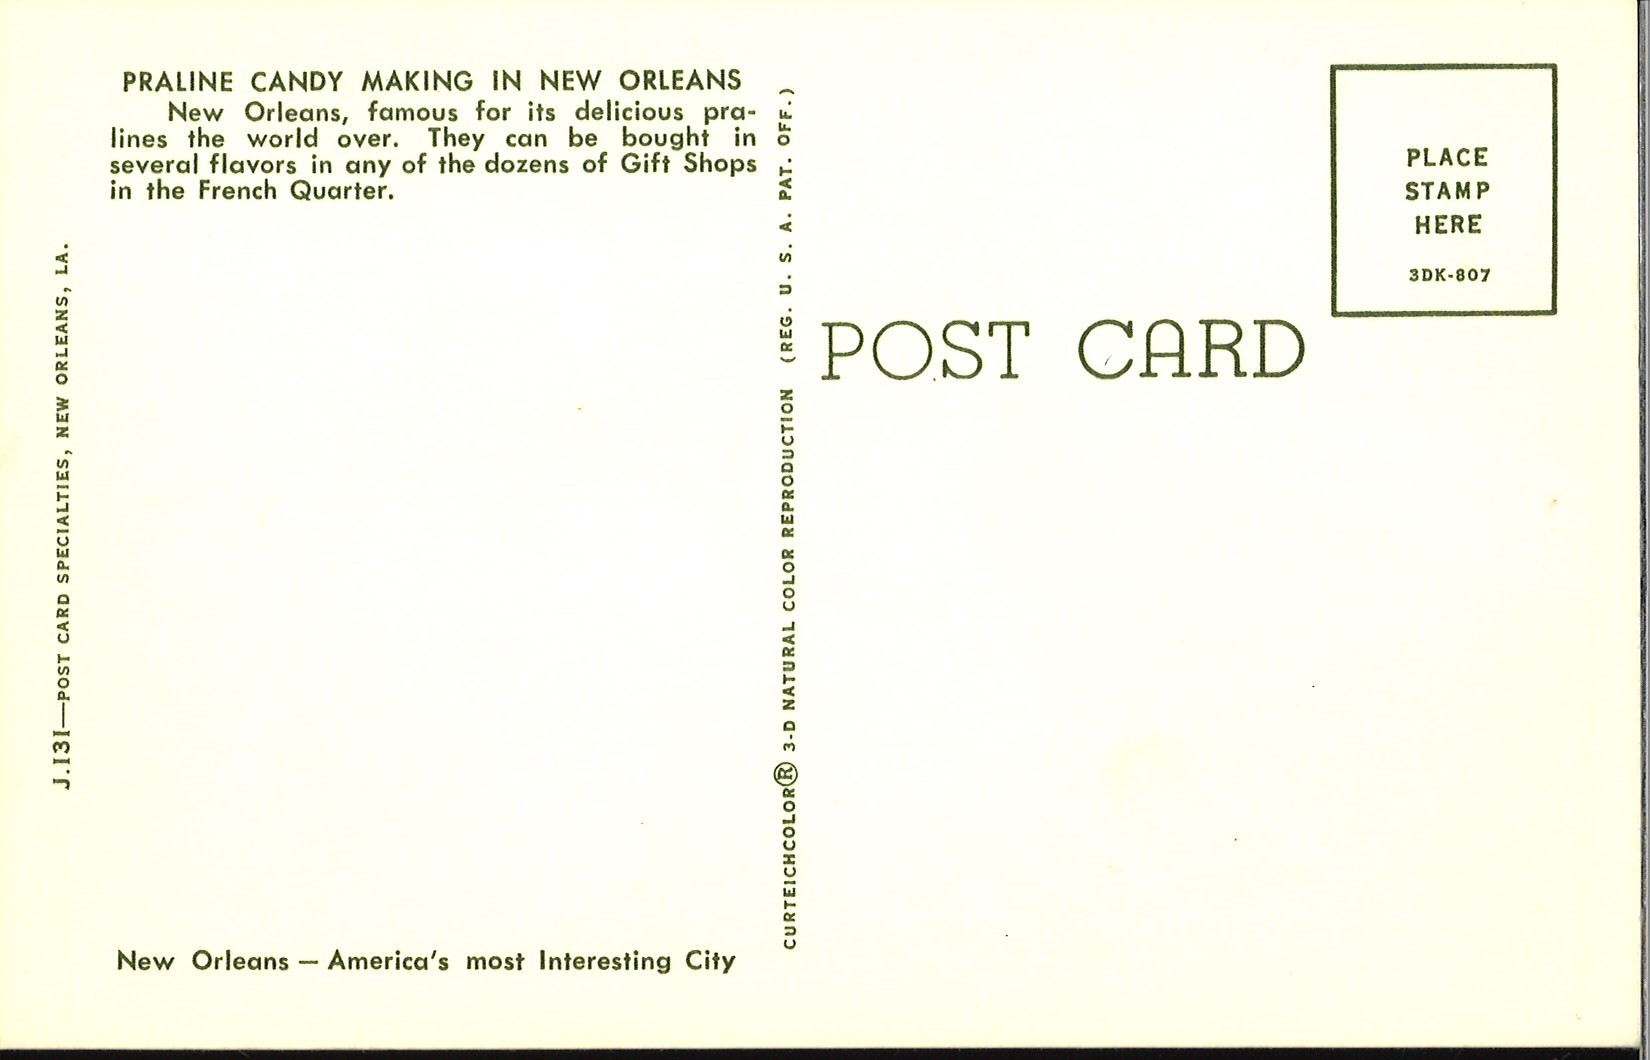 PRALINE CANDY MAKING IN NEW ORLEANS
New Orleans, famous for its delicious pra-
lines the world over. They can be bought in
several flavors in any of the dozens of Gift Shops
in the French Quarter.
J.131—POST CARD SPECIALTIES, NEW ORLEANS, LA.
New Orleans — America's most Interesting City
CURTEICHCOLOR® 3-D NATURAL COLOR REPRODUCTION (REG. U. S. A. PAT. OFF.)
POST CARD
PLACE
STAMP
HERE
3DK-807